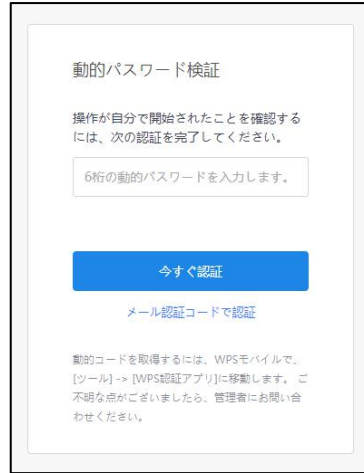 動的パスワード検証
操作が自分で開始されたことを確認する
には、次の認証を完了してください。
6桁の動的パスワードを入力します。
今すぐ認証
メール認証コードで認証
動的コードを取得するには、WPSモバイルで、
[ツール] -> [WPS認証アプリ]に移動します。 ご
不明な点がございましたら、管理者にお問い合
わせください。